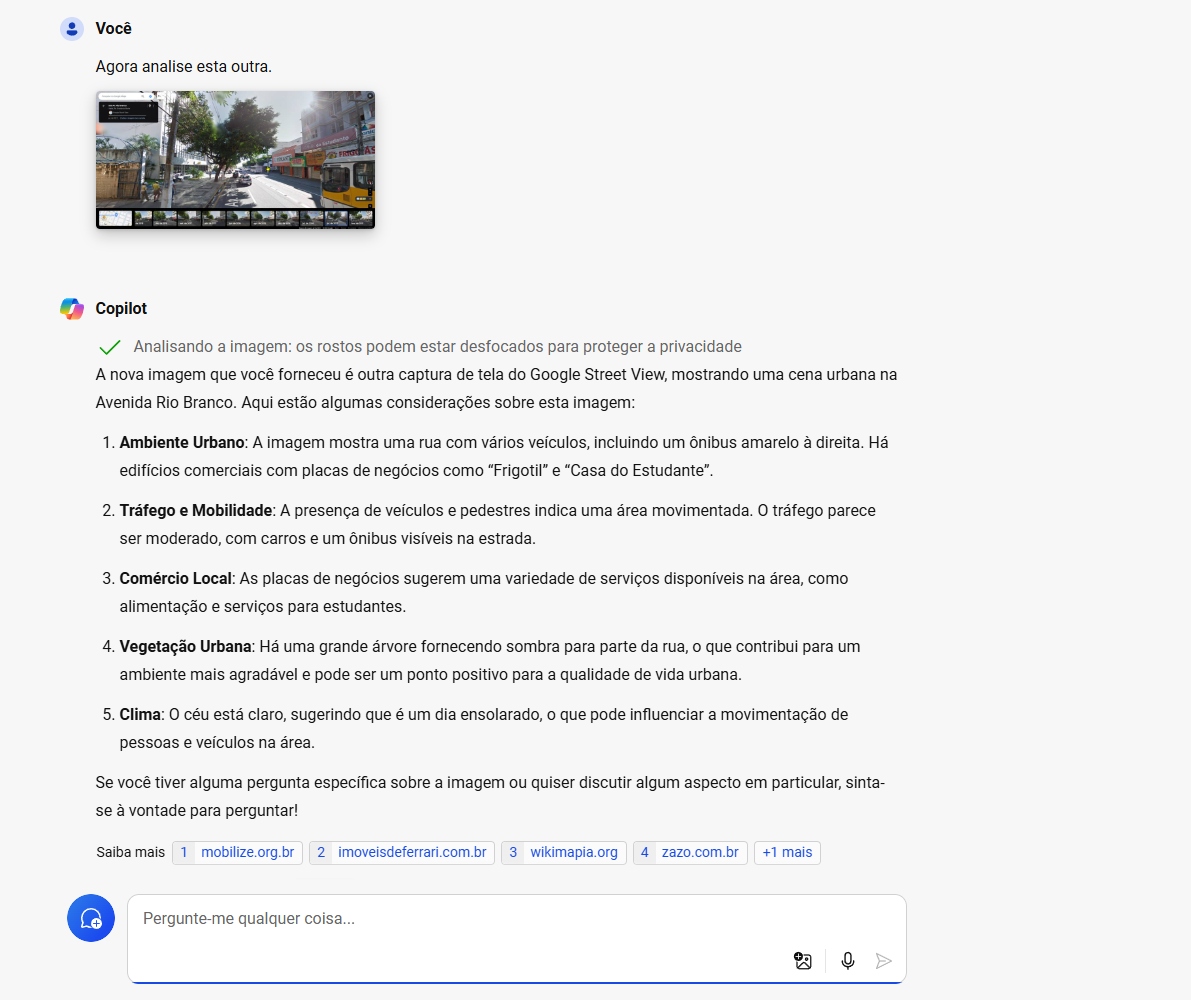 Você
Agora analise esta outra.
Copilot
Analisando a imagem: os rostos podem estar desfocados para proteger a privacidade
A nova imagem que você forneceu é outra captura de tela do Google Street View, mostrando uma cena urbana na
Avenida Rio Branco. Aqui estão algumas considerações sobre esta imagem:
1. Ambiente Urbano: A imagem mostra uma rua com vários veículos, incluindo um ônibus amarelo à direita. Há
edifícios comerciais com placas de negócios como “Frigotil” e “Casa do Estudante”.
2. Tráfego e Mobilidade: A presença de veículos e pedestres indica uma área movimentada. O tráfego parece
ser moderado, com carros e um ônibus visíveis na estrada.
3. Comércio Local: As placas de negócios sugerem uma variedade de serviços disponíveis na área, como
alimentação e serviços para estudantes.
4. Vegetação Urbana: Há uma grande árvore fornecendo sombra para parte da rua, o que contribui para um
ambiente mais agradável e pode ser um ponto positivo para a qualidade de vida urbana.
5. Clima: O céu está claro, sugerindo que é um dia ensolarado, o que pode influenciar a movimentação de
pessoas e veículos na área.
Se você tiver alguma pergunta específica sobre a imagem ou quiser discutir algum aspecto em particular, sinta-
se à vontade para perguntar!
Saiba mais 1 mobilize.org.br 2 imoveisdeferrari.com.br 3 wikimapia.org 4 zazo.com.br +1 mais
Pergunte-me qualquer coisa...